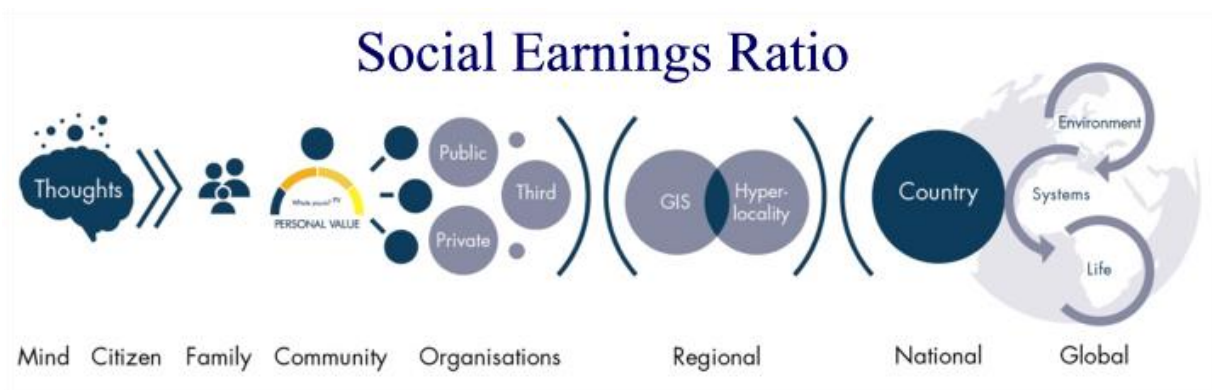 Social Earnings Ratio
Thoughts
PERSONAL VALUE
Public
Third
Private
GIS
Hyper-
locality
Country
Environment
Systems
Life
Mind Citizen Family Community Organisations Regional National Global